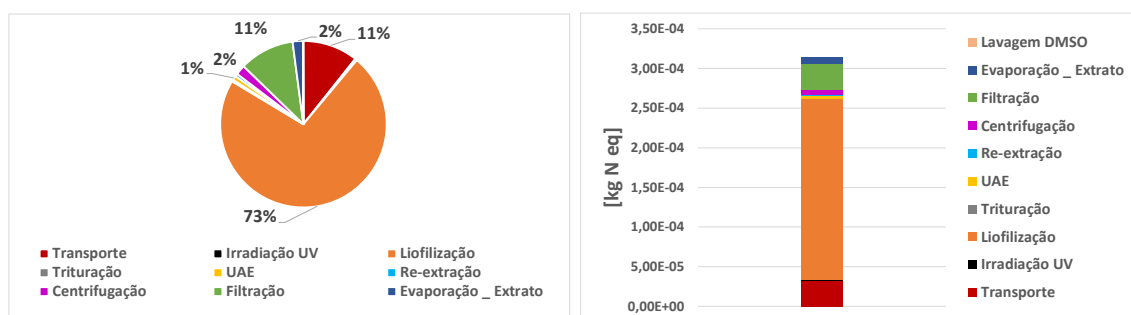 11%
2%
11%
2%
1%
73%
Transporte
Irradiação UV
Liofilização
Trituração
UAE
Re-extração
Centrifugação
Filtração
Evaporação _ Extrato
[kg N eq]
3,50E-04
3,00E-04
2,50E-04
2,00E-04
1,50E-04
1,00E-04
5,00E-05
0,00E+00
Lavagem DMSO
Evaporação _ Extrato
Filtração
Centrifugação
Re-extração
UAE
Trituração
Liofilização
Irradiação UV
Transporte